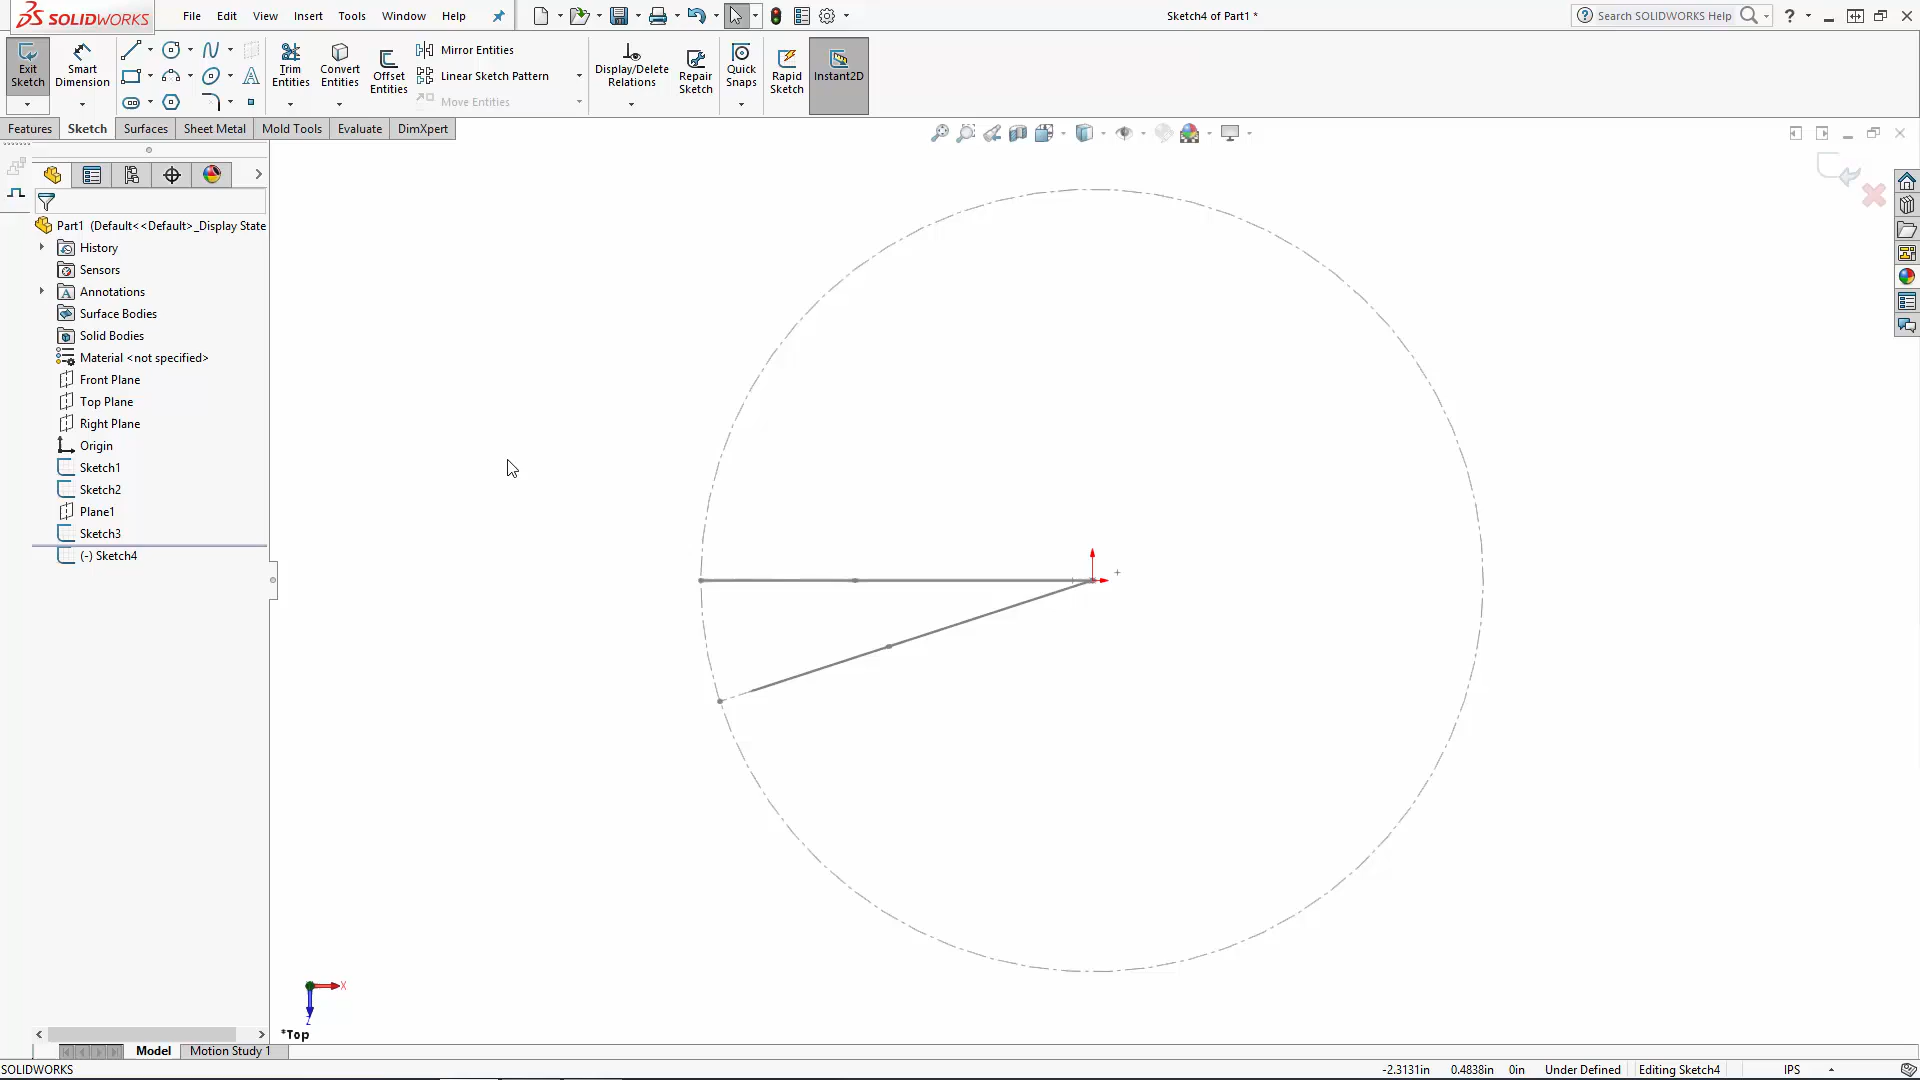 SOLIDWORKS
File Edit View Insert Tools Window Help
Sketch4 of Part1 *
Search SOLIDWORKS Help
?
Exit Sketch
Smart Dimension
Trim Entities
Convert Entities
Offset Entities
Mirror Entities
Linear Sketch Pattern
Move Entities
Display/Delete Relations
Repair Sketch
Quick Snaps
Rapid Sketch
Instant2D
Features Sketch Surfaces Sheet Metal Mold Tools Evaluate DimXpert
Part1 (Default<<Default>_Display State
History
Sensors
Annotations
Surface Bodies
Solid Bodies
Material <not specified>
Front Plane
Top Plane
Right Plane
Origin
Sketch1
Sketch2
Plane1
Sketch3
(-) Sketch4
X
Z
*Top
Model Motion Study 1
SOLIDWORKS
-2.3131in 0.4838in 0in Under Defined Editing Sketch4 IPS